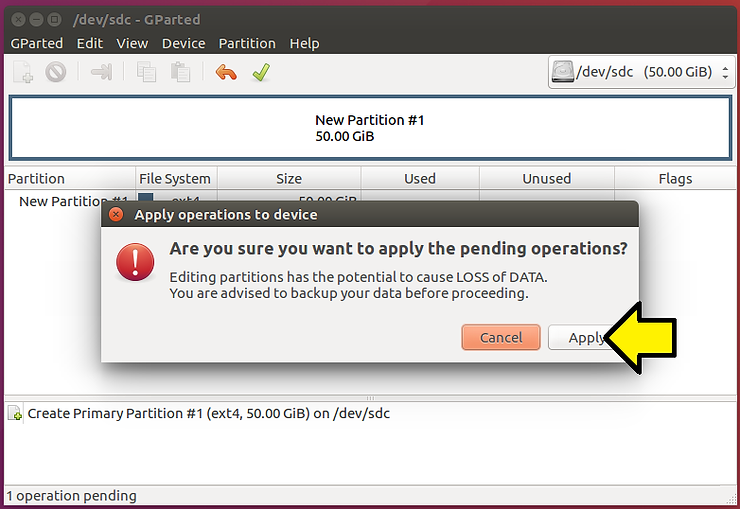 /dev/sdc - GParted
GParted Edit View Device Partition Help
/dev/sdc (50.00 GiB)
New Partition #1
50.00 GiB
Partition File System Size Used Unused Flags
New Partition #1 ext4 50.00 GiB
Apply operations to device
Are you sure you want to apply the pending operations?
Editing partitions has the potential to cause LOSS of DATA.
You are advised to backup your data before proceeding.
Cancel Apply
Create Primary Partition #1 (ext4, 50.00 GiB) on /dev/sdc
1 operation pending